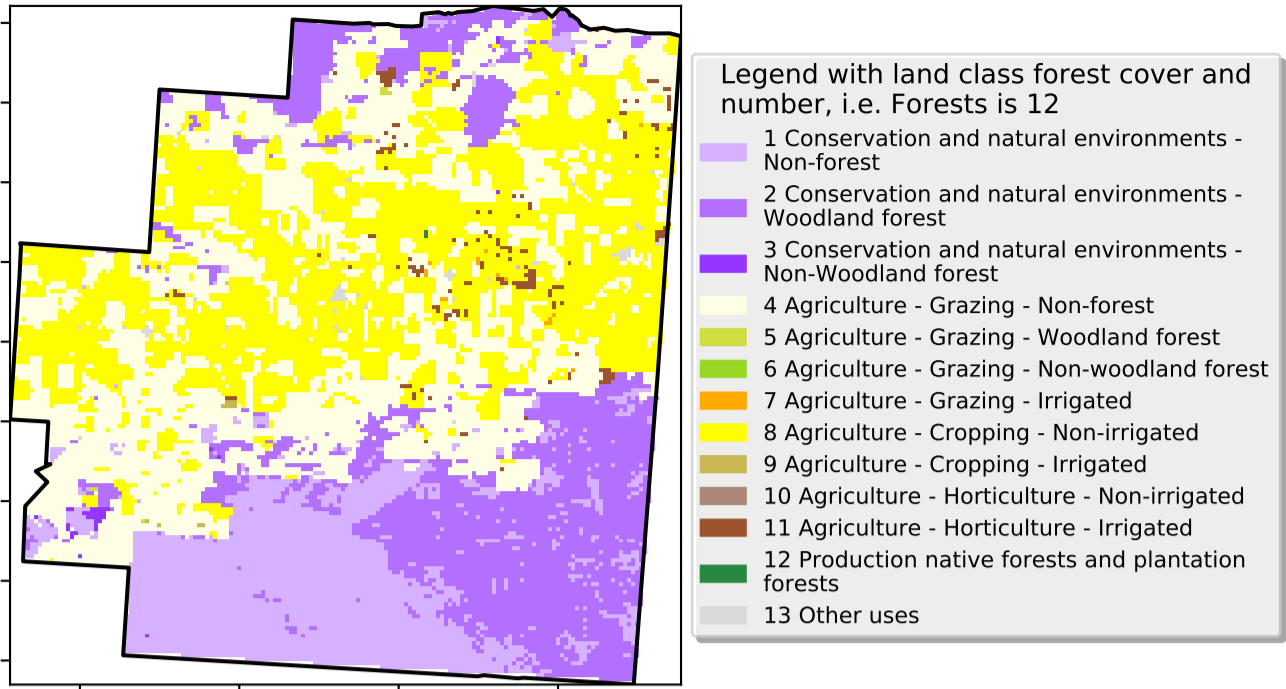 Legend with land class forest cover and
number, i.e. Forests is 12
1 Conservation and natural environments -
Non-forest
2 Conservation and natural environments -
Woodland forest
3 Conservation and natural environments -
Non-Woodland forest
4 Agriculture - Grazing - Non-forest
5 Agriculture - Grazing - Woodland forest
6 Agriculture - Grazing - Non-woodland forest
7 Agriculture - Grazing - Irrigated
8 Agriculture - Cropping - Non-irrigated
9 Agriculture - Cropping - Irrigated
10 Agriculture - Horticulture - Non-irrigated
11 Agriculture - Horticulture - Irrigated
12 Production native forests and plantation
forests
13 Other uses